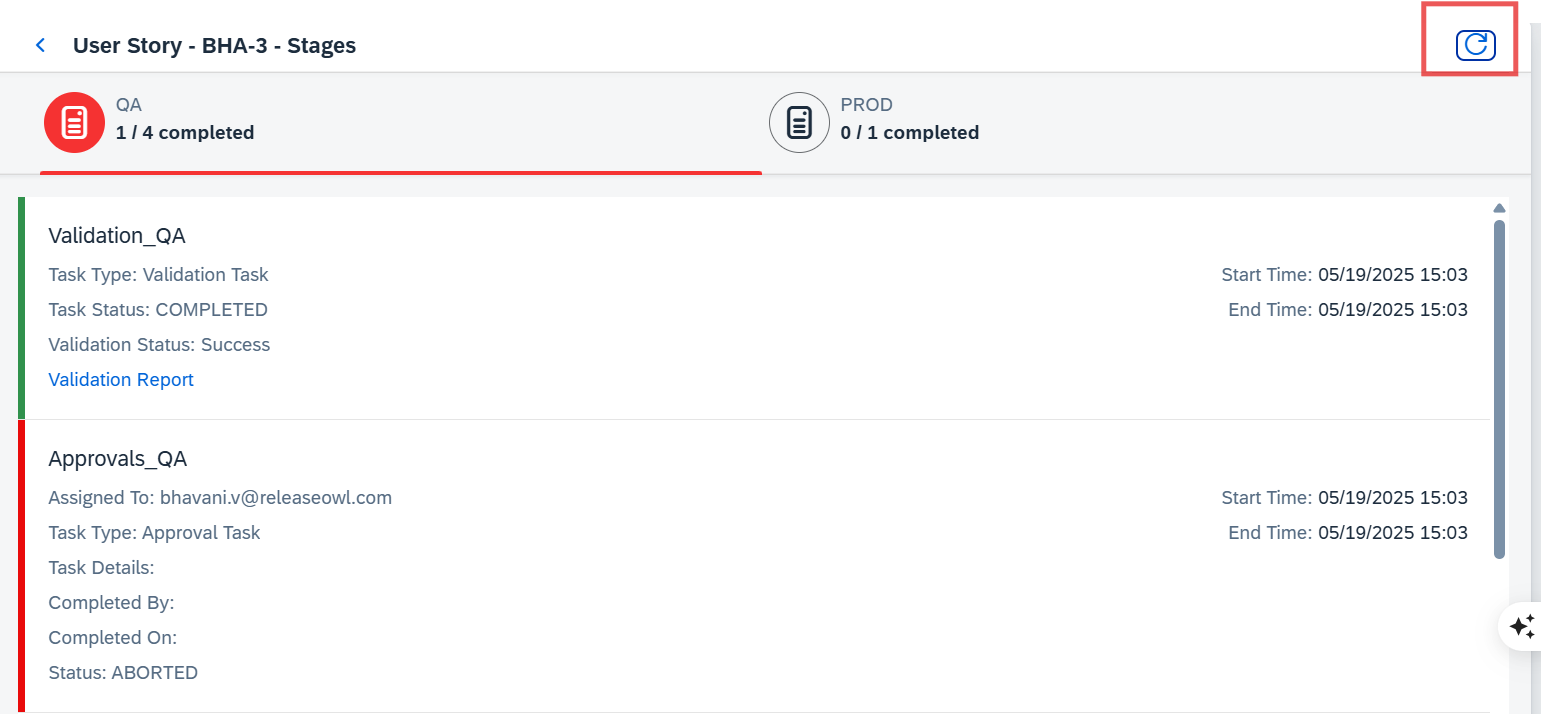 User Story - BHA-3 - Stages
QA
1 / 4 completed
PROD
0 / 1 completed
Validation_QA
Task Type: Validation Task
Start Time: 05/19/2025 15:03
Task Status: COMPLETED
End Time: 05/19/2025 15:03
Validation Status: Success
Validation Report
Approvals_QA
Assigned To: bhavani.v@releaseowl.com
Start Time: 05/19/2025 15:03
Task Type: Approval Task
End Time: 05/19/2025 15:03
Task Details:
Completed By:
Completed On:
Status: ABORTED